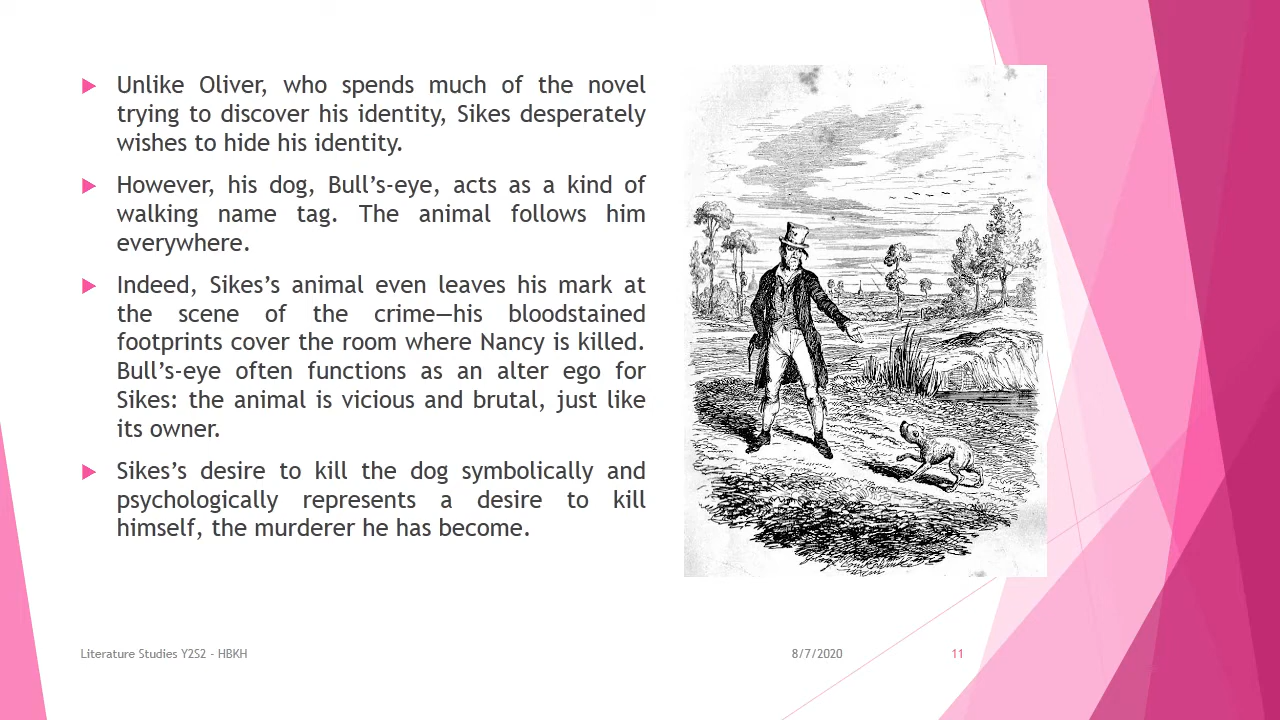 Unlike Oliver, who spends much of the novel
trying to discover his identity, Sikes desperately
wishes to hide his identity.
However, his dog, Bull’s-eye, acts as a kind of
walking name tag. The animal follows him
everywhere.
Indeed, Sikes’s animal even leaves his mark at
the scene of the crime—his bloodstained
footprints cover the room where Nancy is killed.
Bull’s-eye often functions as an alter ego for
Sikes: the animal is vicious and brutal, just like
its owner.
Sikes’s desire to kill the dog symbolically and
psychologically represents a desire to kill
himself, the murderer he has become.
Literature Studies Y2S2 - HBKH
8/7/2020
11